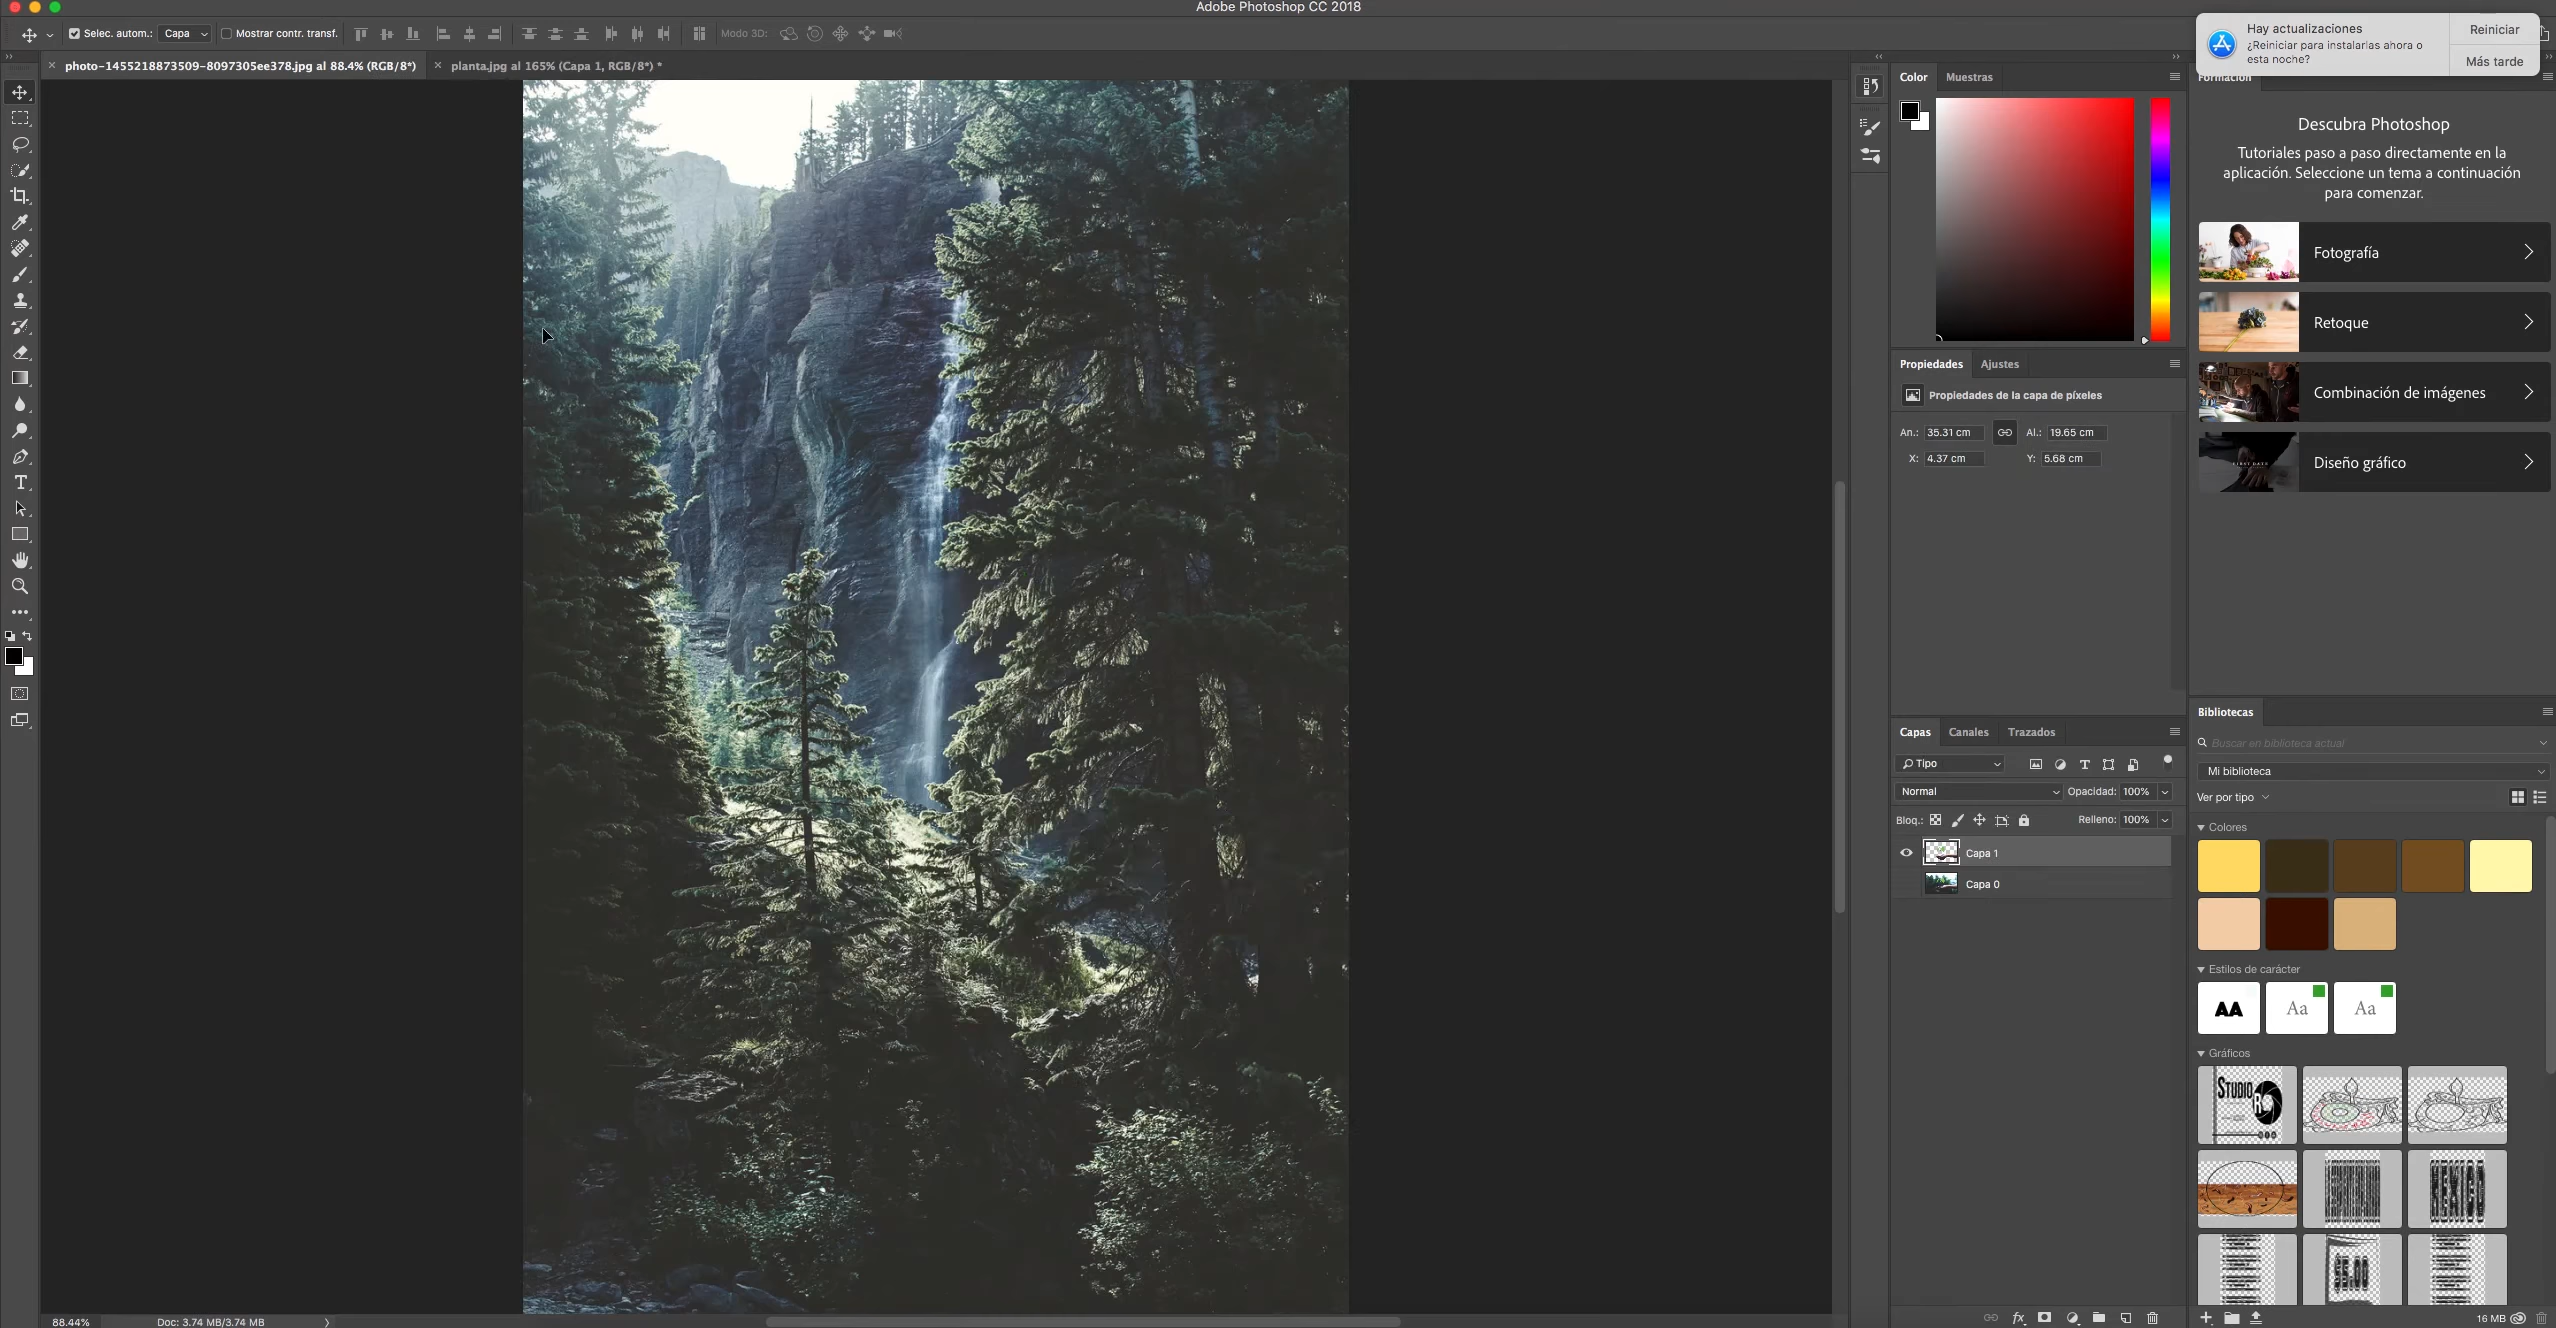 Adobe Photoshop CC 2018
Selec. autom.: Capa Mostrar contr. transf. Modo 3D:
Hay actualizaciones
¿Reiniciar para instalarlas ahora o
esta noche?
Reiniciar
Más tarde
photo-1455218873509-8097305ee378.jpg al 88.4% (RGB/8*)
planta.jpg al 165% (Capa 1, RGB/8*) *
Color Muestras
Formación
Descubra Photoshop
Tutoriales paso a paso directamente en la
aplicación. Seleccione un tema a continuación
para comenzar.
Fotografía
Retoque
Combinación de imágenes
Diseño gráfico
Propiedades Ajustes
Propiedades de la capa de píxeles
An.: 35.31 cm Al.: 19.65 cm
X: 4.37 cm Y: 5.68 cm
Capas Canales Trazados
Tipo
Normal Opacidad: 100%
Bloq.: Relleno: 100%
Capa 1
Capa 0
Bibliotecas
Buscar en biblioteca actual
Mi biblioteca
Ver por tipo
Colores
Estilos de carácter
AA Aa Aa
Gráficos
STUDIO
MEXICO
$5.00
88.44% Doc: 3.74 MB/3.74 MB
16 MB